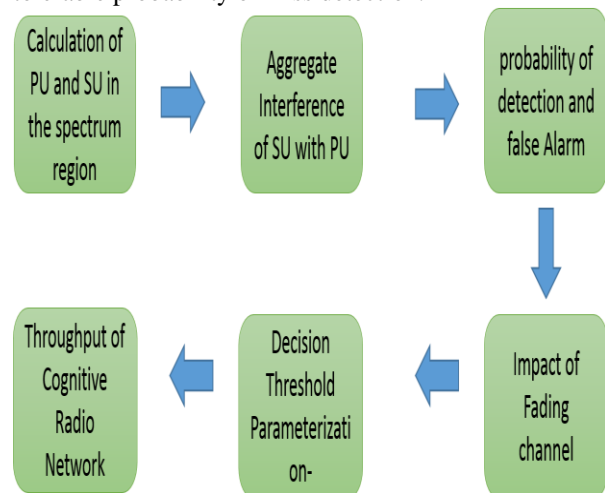 Calculation of
PU and SU in
the spectrum
region
Aggregate
Interference
of SU with PU
probability of
detection and
false Alarm
Impact of
Fading
channel
Decision
Threshold
Parameterizati
on-
Throughput of
Cognitive
Radio
Network